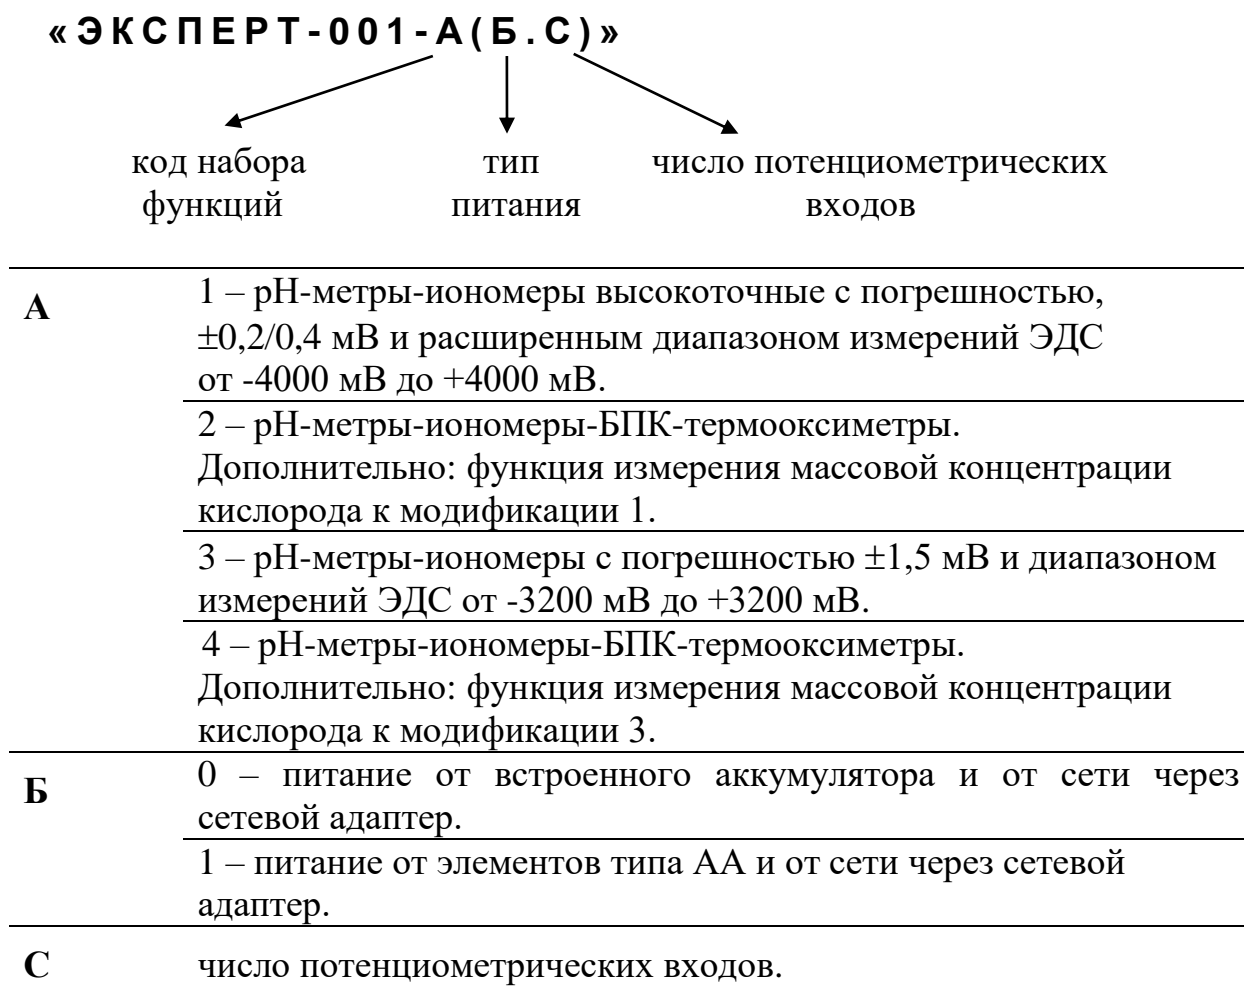 «ЭКСПЕРТ-001-А(Б.С)»
код набора тип число потенциометрических
функций питания входов
А 1 – рН-метры-иономеры высокоточные с погрешностью,
±0,2/0,4 мВ и расширенным диапазоном измерений ЭДС
от -4000 мВ до +4000 мВ.
2 – рН-метры-иономеры-БПК-термооксиметры.
Дополнительно: функция измерения массовой концентрации
кислорода к модификации 1.
3 – рН-метры-иономеры с погрешностью ±1,5 мВ и диапазоном
измерений ЭДС от -3200 мВ до +3200 мВ.
4 – рН-метры-иономеры-БПК-термооксиметры.
Дополнительно: функция измерения массовой концентрации
кислорода к модификации 3.
Б 0 – питание от встроенного аккумулятора и от сети через
сетевой адаптер.
1 – питание от элементов типа АА и от сети через сетевой
адаптер.
С число потенциометрических входов.